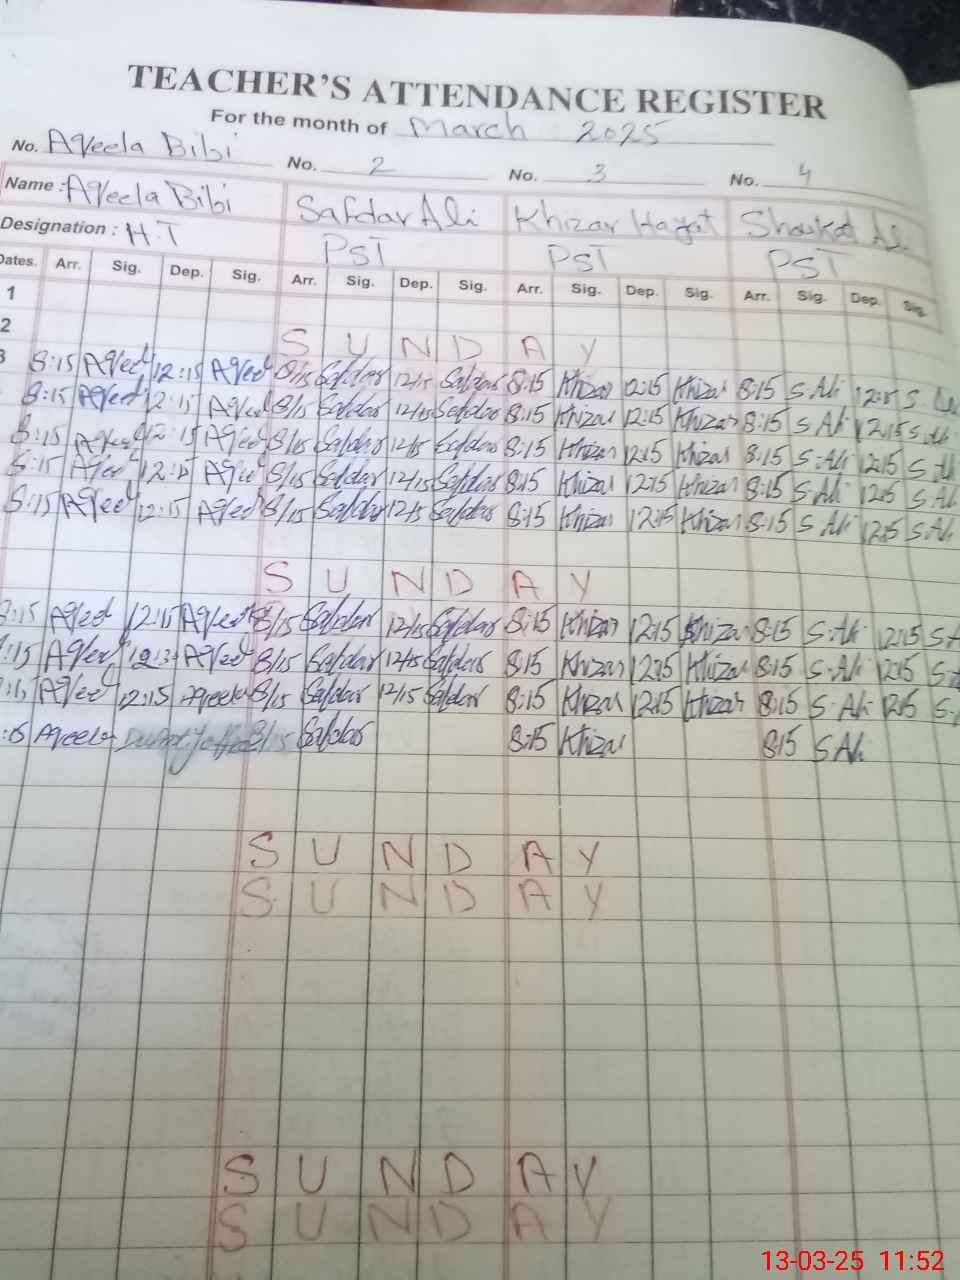 TEACHER'S ATTENDANCE REGISTER
For the month of March 2025
No. Aqeela Bibi No. 2 No. 3 No. 4
Name : Aqeela Bibi Safdar Ali Khizar Hayat Shoukat Ali
Designation : H.T PST PST PST
Dates. Arr. Sig. Dep. Sig. Arr. Sig. Dep. Sig. Arr. Sig. Dep. Sig. Arr. Sig. Dep. Sig.
1
2 SUNDAY
3 8:15 Aqeel 12:15 Aqeel 8/15 Safdar 12/15 Safdar 8:15 Khizar 12:15 Khizar 8:15 S.Ali 12:15 S.
8:15 Aqeel 12:15 Aqeel 8/15 Safdar 12/15 Safdar 8:15 Khizar 12:15 Khizar 8:15 S Ali 12:15 S.Ali
8:15 Aqeel 12:15 Aqeel 8/15 Safdar 12/15 Safdar 8:15 Khizar 12:15 Khizar 8:15 S.Ali 12:15 S Ali
8:15 Aqeel 12:15 Aqeel 8/15 Safdar 12/15 Safdar 8:15 Khizar 12:15 Khizar 8:15 S.Ali 12:15 S Ali
8:15 Aqeel 12:15 Aqeel 8/15 Safdar 12/15 Safdar 8:15 Khizar 12:15 Khizar 8:15 S Ali 12:15 S.Ali
SUNDAY
8:15 Aqeel 12:15 Aqeel 8/15 Safdar 12/15 Safdar 8:15 Khizar 12:15 Khizar 8:15 S.Ali 12:15 S A
:15 Aqeel Aqeel 8/15 Safdar 12/15 Safdar 8:15 Khizar 12:15 Khizar 8:15 S.Ali 12:15 S
Aqeel 12:15 Aqeela 8/15 Safdar 12/15 Safdar 8:15 Khizar 12:15 Khizar 8:15 S.Ali 12:15 S.
Aqeela 8/15 Safdar 8:15 Khizar 8:15 S Ali
SUNDAY
SUNDAY
SUNDAY
SUNDAY
13-03-25 11:52